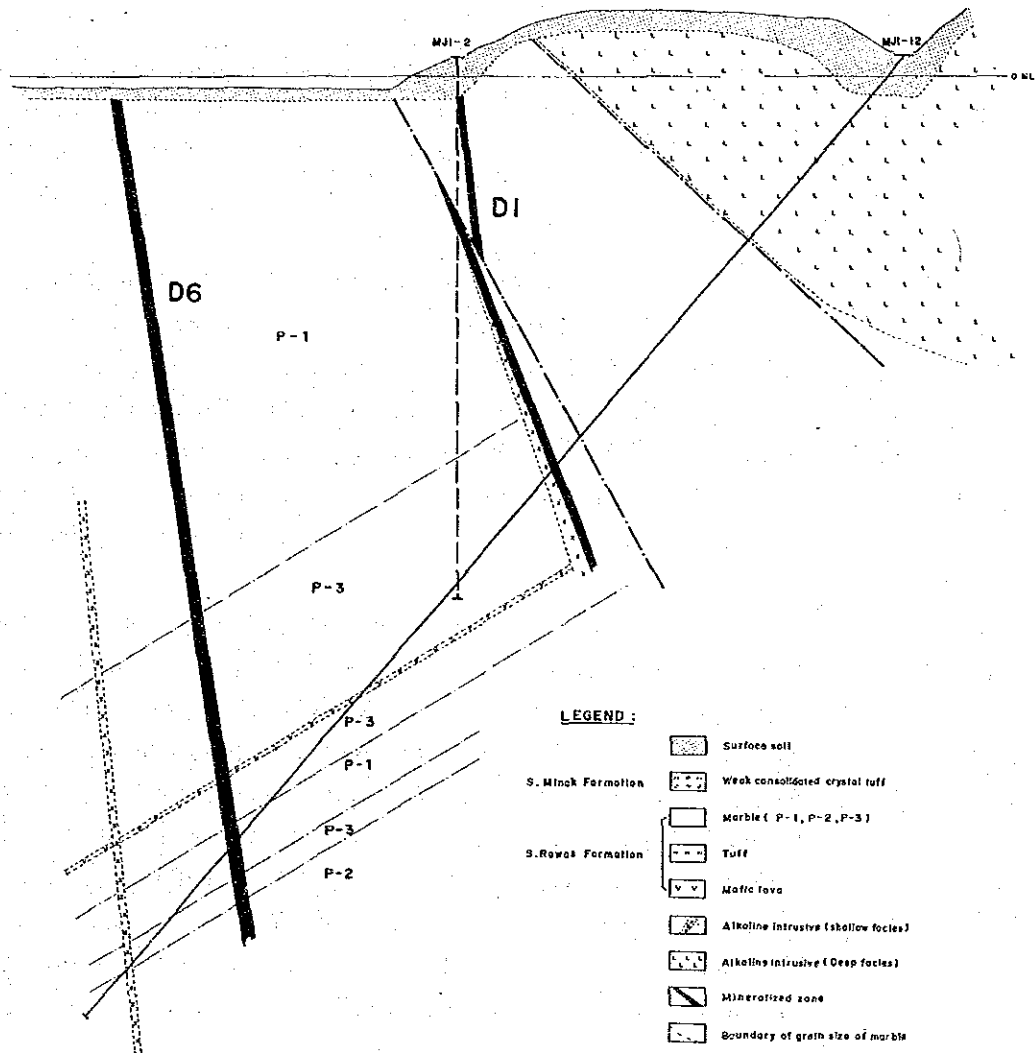 MJI-2
MJI-12
0 ML
D1
D6
P-1
P-3
P-3
P-1
P-3
P-2
LEGEND :
Surface soil
S. Minak Formation
Weak consolidated crystal tuff
Marble ( P-1, P-2, P-3 )
S. Rawas Formation
Tuff
Mafic lava
Alkaline intrusive (shallow facies)
Alkaline intrusive (Deep facies)
Mineralized zone
Boundary of grain size of marble